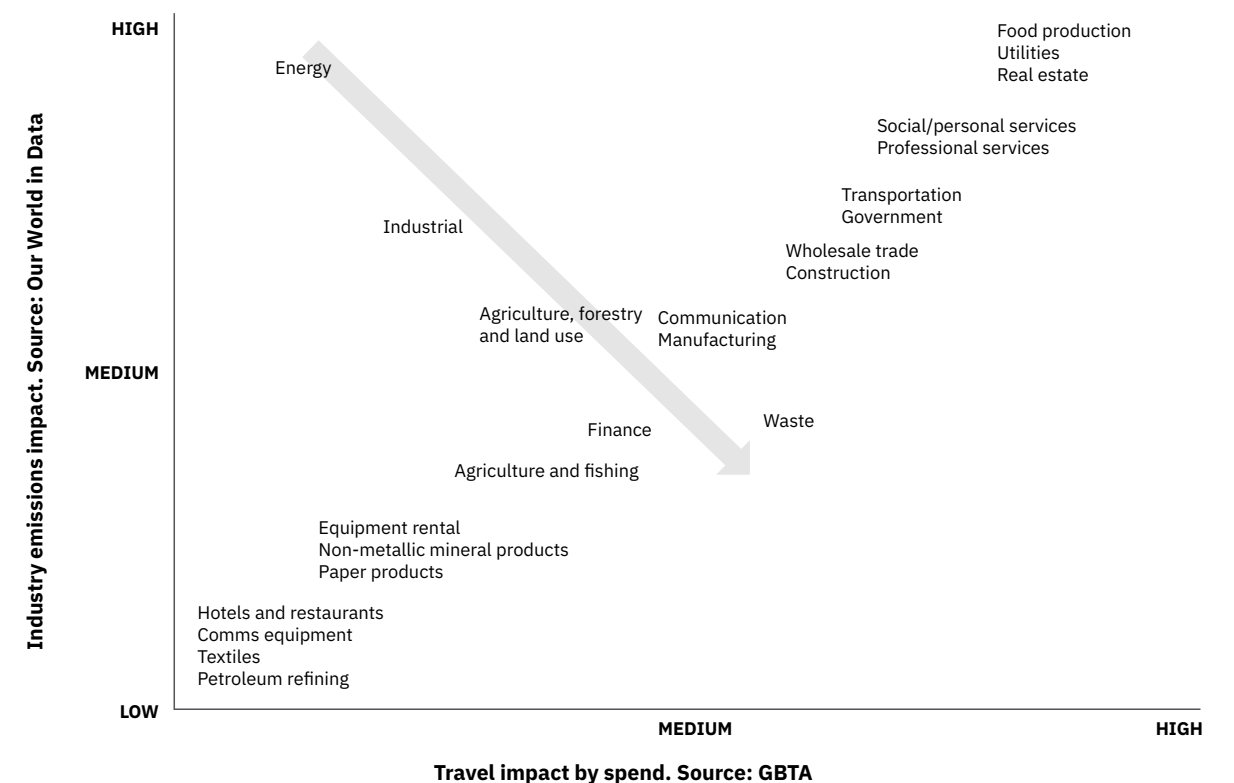 HIGH
Food production
Utilities
Real estate
Energy
Social/personal services
Professional services
Transportation
Government
Industrial
Wholesale trade
Construction
Agriculture, forestry
and land use
Communication
Manufacturing
MEDIUM
Waste
Finance
Agriculture and fishing
Equipment rental
Non-metallic mineral products
Paper products
Hotels and restaurants
Comms equipment
Textiles
Petroleum refining
LOW
MEDIUM
HIGH
Industry emissions impact. Source: Our World in Data
Travel impact by spend. Source: GBTA